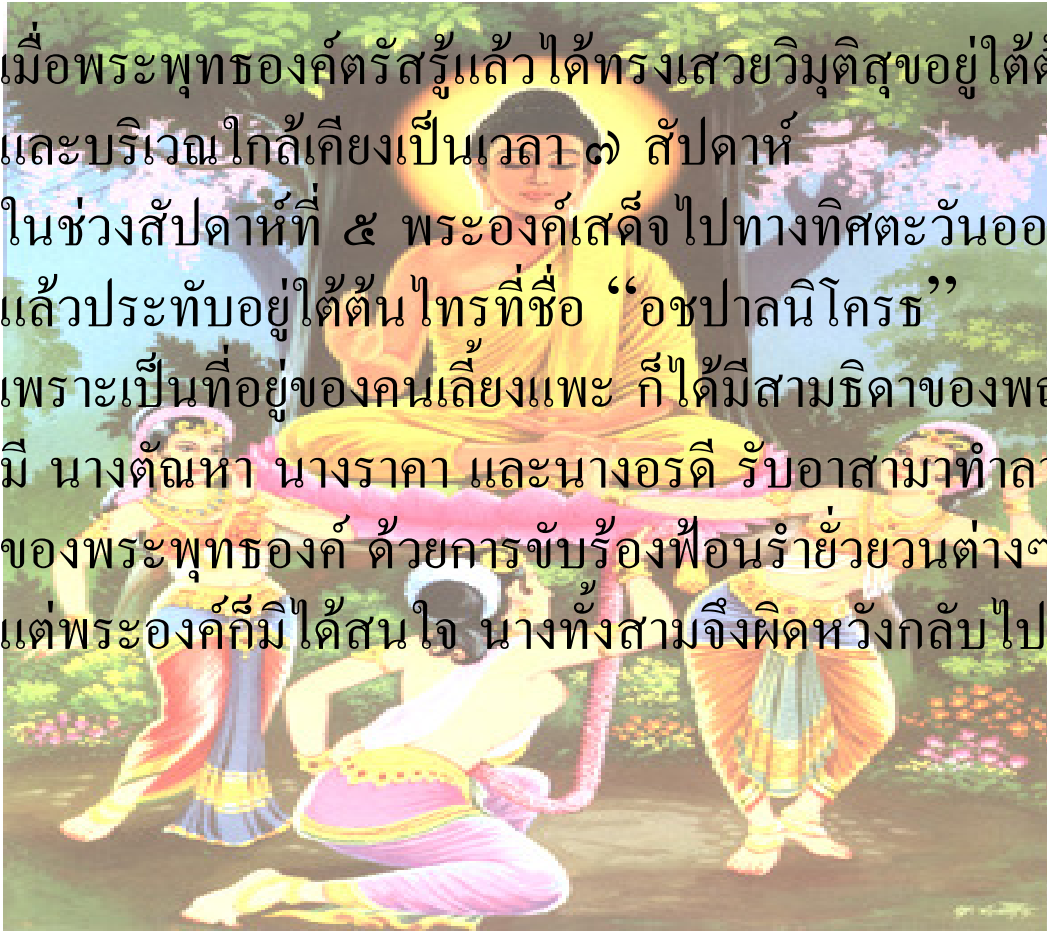 เมื่อพระพุทธองค์ตรัสรู้แล้วได้ทรงเสวยวิมุติสุขอยู่ใต้
และบริเวณใกล้เคียงเป็นเวลา ๗ สัปดาห์
ในช่วงสัปดาห์ที่ ๕ พระองค์เสด็จไปทางทิศตะวันออ
แล้วประทับอยู่ใต้ต้นไทรที่ชื่อ “อชปาลนิโครธ”
เพราะเป็นที่อยู่ของคนเลี้ยงแพะ ก็ได้มีสามธิดาของ
มี นางตัณหา นางราคา และนางอรดี รับอาสามาทำล
ของพระพุทธองค์ ด้วยการขับร้องฟ้อนรำยั่วยวนต่างๆ
แต่พระองค์ก็มิได้สนใจ นางทั้งสามจึงผิดหวังกลับไป